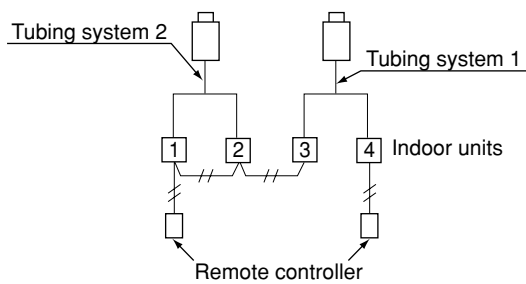 Tubing system 2
Tubing system 1
1 2 3 4 Indoor units
Remote controller